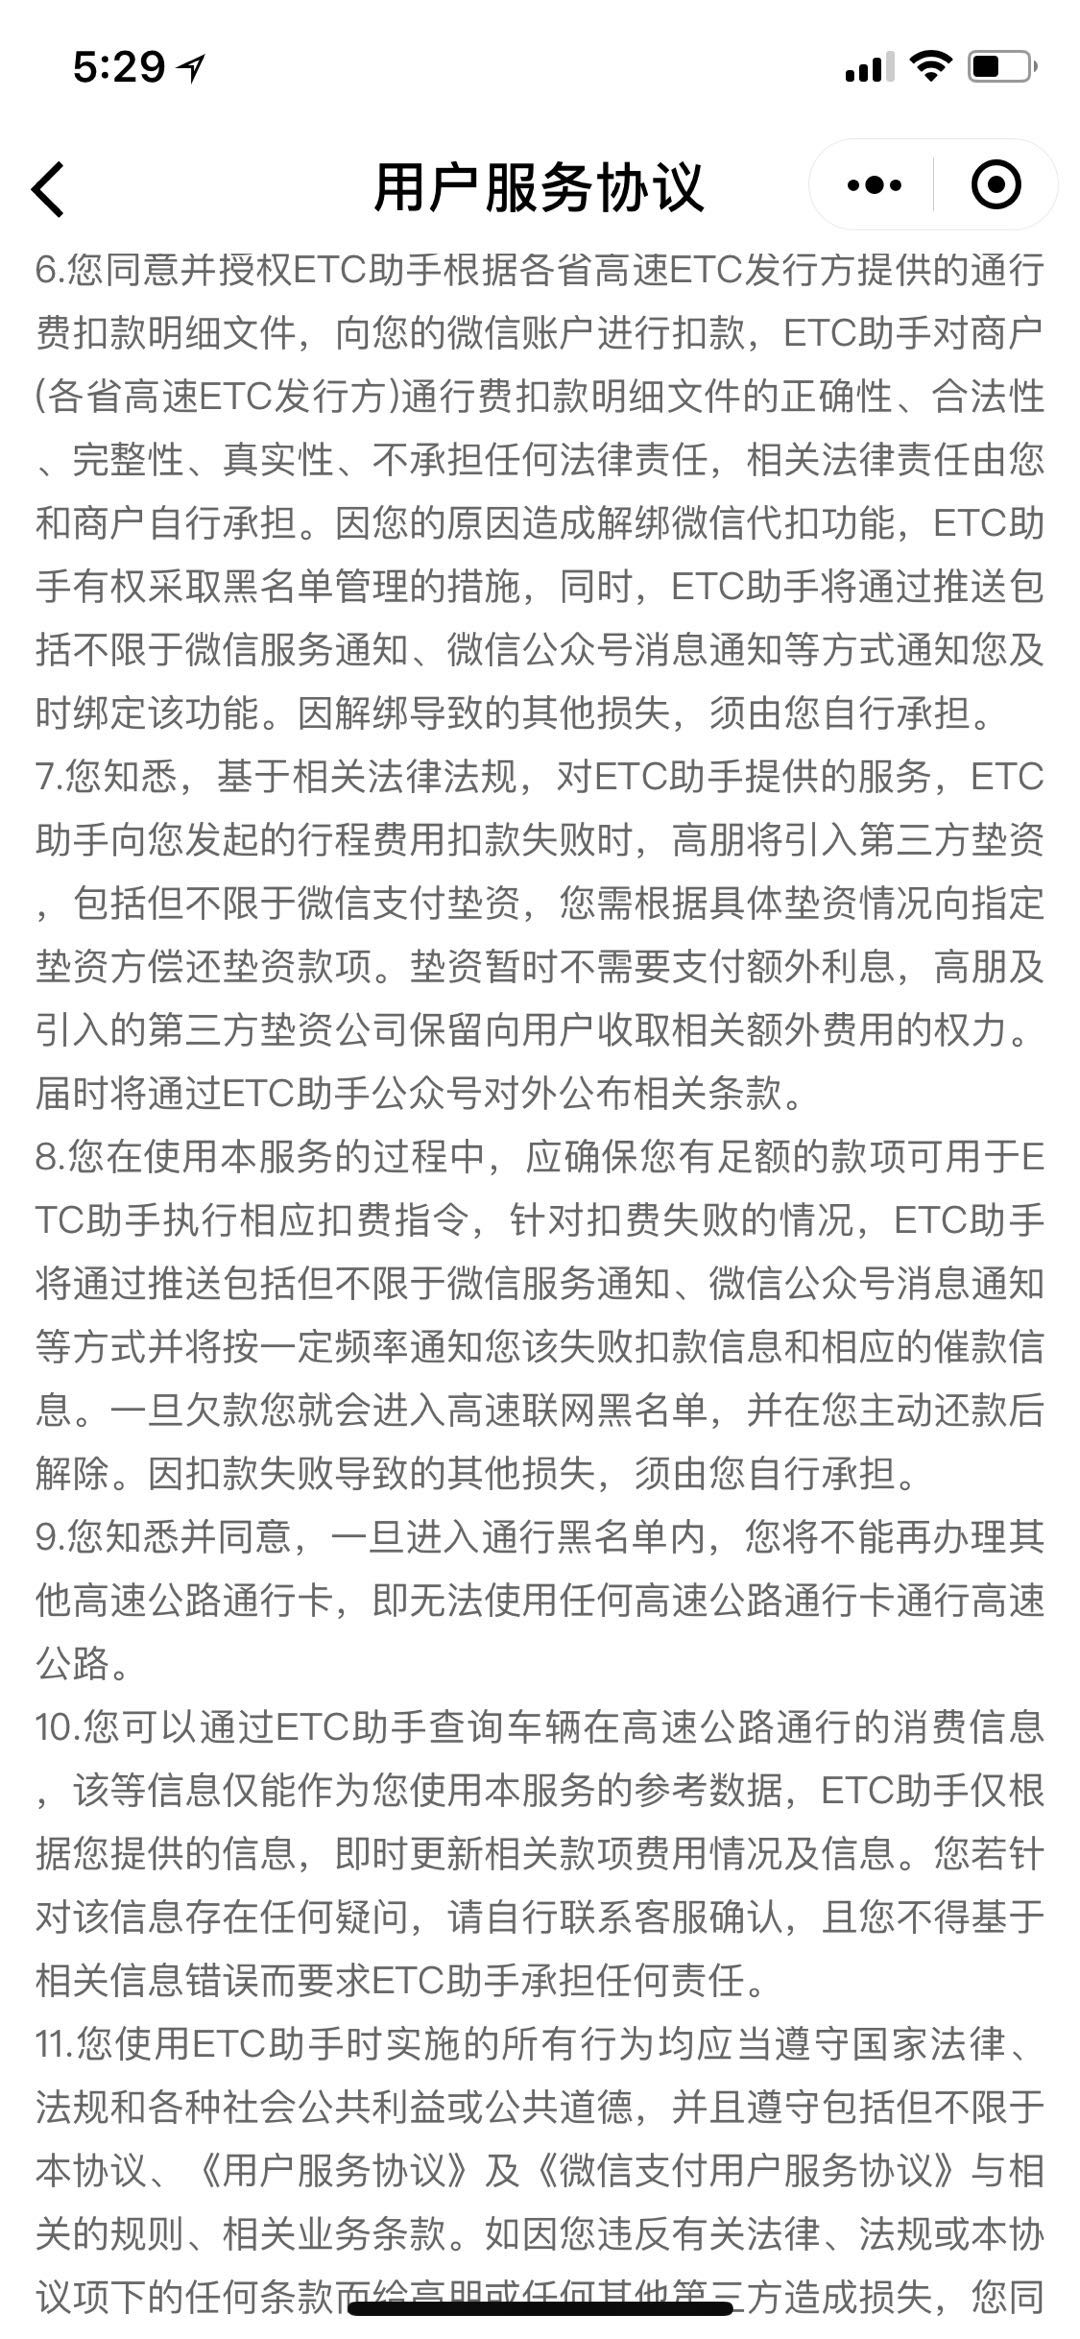 5:29
用户服务协议
6.您同意并授权ETC助手根据各省高速ETC发行方提供的通行
费扣款明细文件，向您的微信账户进行扣款，ETC助手对商户
(各省高速ETC发行方)通行费扣款明细文件的正确性、合法性
、完整性、真实性、不承担任何法律责任，相关法律责任由您
和商户自行承担。因您的原因造成解绑微信代扣功能，ETC助
手有权采取黑名单管理的措施，同时，ETC助手将通过推送包
括不限于微信服务通知、微信公众号消息通知等方式通知您及
时绑定该功能。因解绑导致的其他损失，须由您自行承担。
7.您知悉，基于相关法律法规，对ETC助手提供的服务，ETC
助手向您发起的行程费用扣款失败时，高朋将引入第三方垫资
，包括但不限于微信支付垫资，您需根据具体垫资情况向指定
垫资方偿还垫资款项。垫资暂时不需要支付额外利息，高朋及
引入的第三方垫资公司保留向用户收取相关额外费用的权力。
届时将通过ETC助手公众号对外公布相关条款。
8.您在使用本服务的过程中，应确保您有足额的款项可用于E
TC助手执行相应扣费指令，针对扣费失败的情况，ETC助手
将通过推送包括但不限于微信服务通知、微信公众号消息通知
等方式并将按一定频率通知您该失败扣款信息和相应的催款信
息。一旦欠款您就会进入高速联网黑名单，并在您主动还款后
解除。因扣款失败导致的其他损失，须由您自行承担。
9.您知悉并同意，一旦进入通行黑名单内，您将不能再办理其
他高速公路通行卡，即无法使用任何高速公路通行卡通行高速
公路。
10.您可以通过ETC助手查询车辆在高速公路通行的消费信息
，该等信息仅能作为您使用本服务的参考数据，ETC助手仅根
据您提供的信息，即时更新相关款项费用情况及信息。您若针
对该信息存在任何疑问，请自行联系客服确认，且您不得基于
相关信息错误而要求ETC助手承担任何责任。
11.您使用ETC助手时实施的所有行为均应当遵守国家法律、
法规和各种社会公共利益或公共道德，并且遵守包括但不限于
本协议、《用户服务协议》及《微信支付用户服务协议》与相
关的规则、相关业务条款。如因您违反有关法律、法规或本协
议项下的任何条款而给高朋或任何其他第三方造成损失，您同